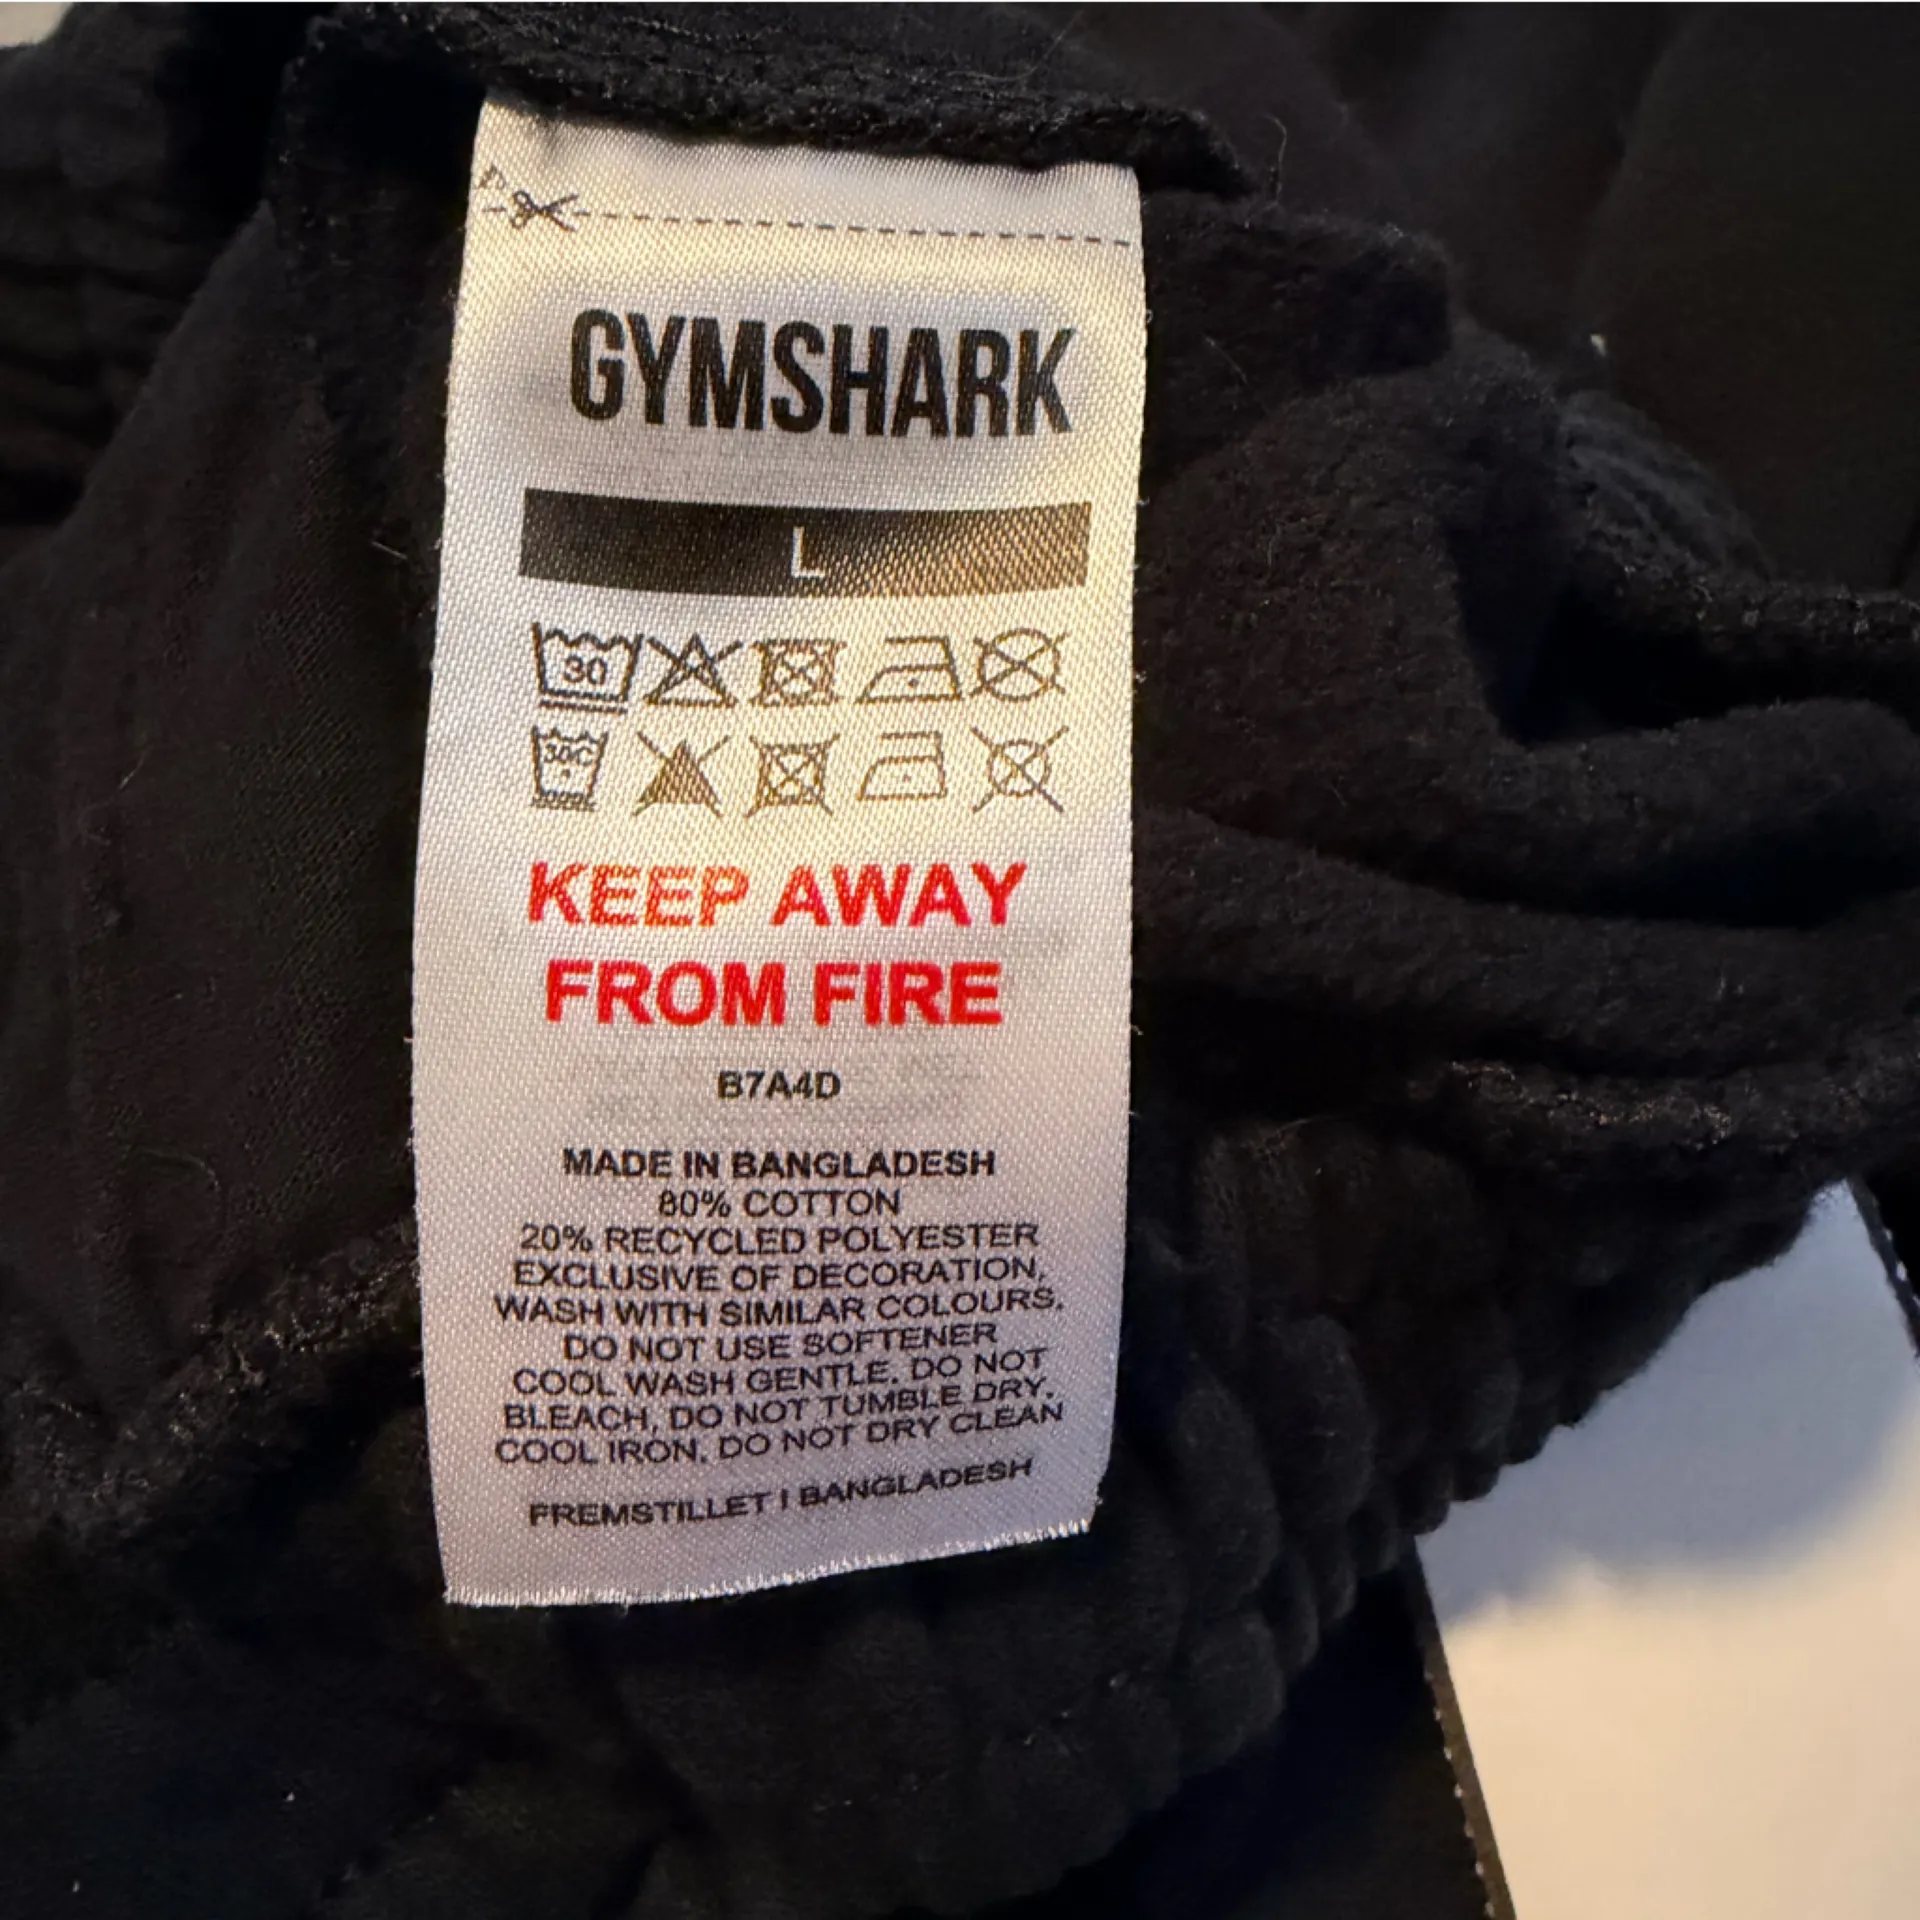 GYMSHARK
L
30
30C
KEEP AWAY
FROM FIRE
B7A4D
MADE IN BANGLADESH
80% COTTON
20% RECYCLED POLYESTER
EXCLUSIVE OF DECORATION,
WASH WITH SIMILAR COLOURS,
DO NOT USE SOFTENER
COOL WASH GENTLE, DO NOT
BLEACH, DO NOT TUMBLE DRY,
COOL IRON, DO NOT DRY CLEAN
FREMSTILLET I BANGLADESH